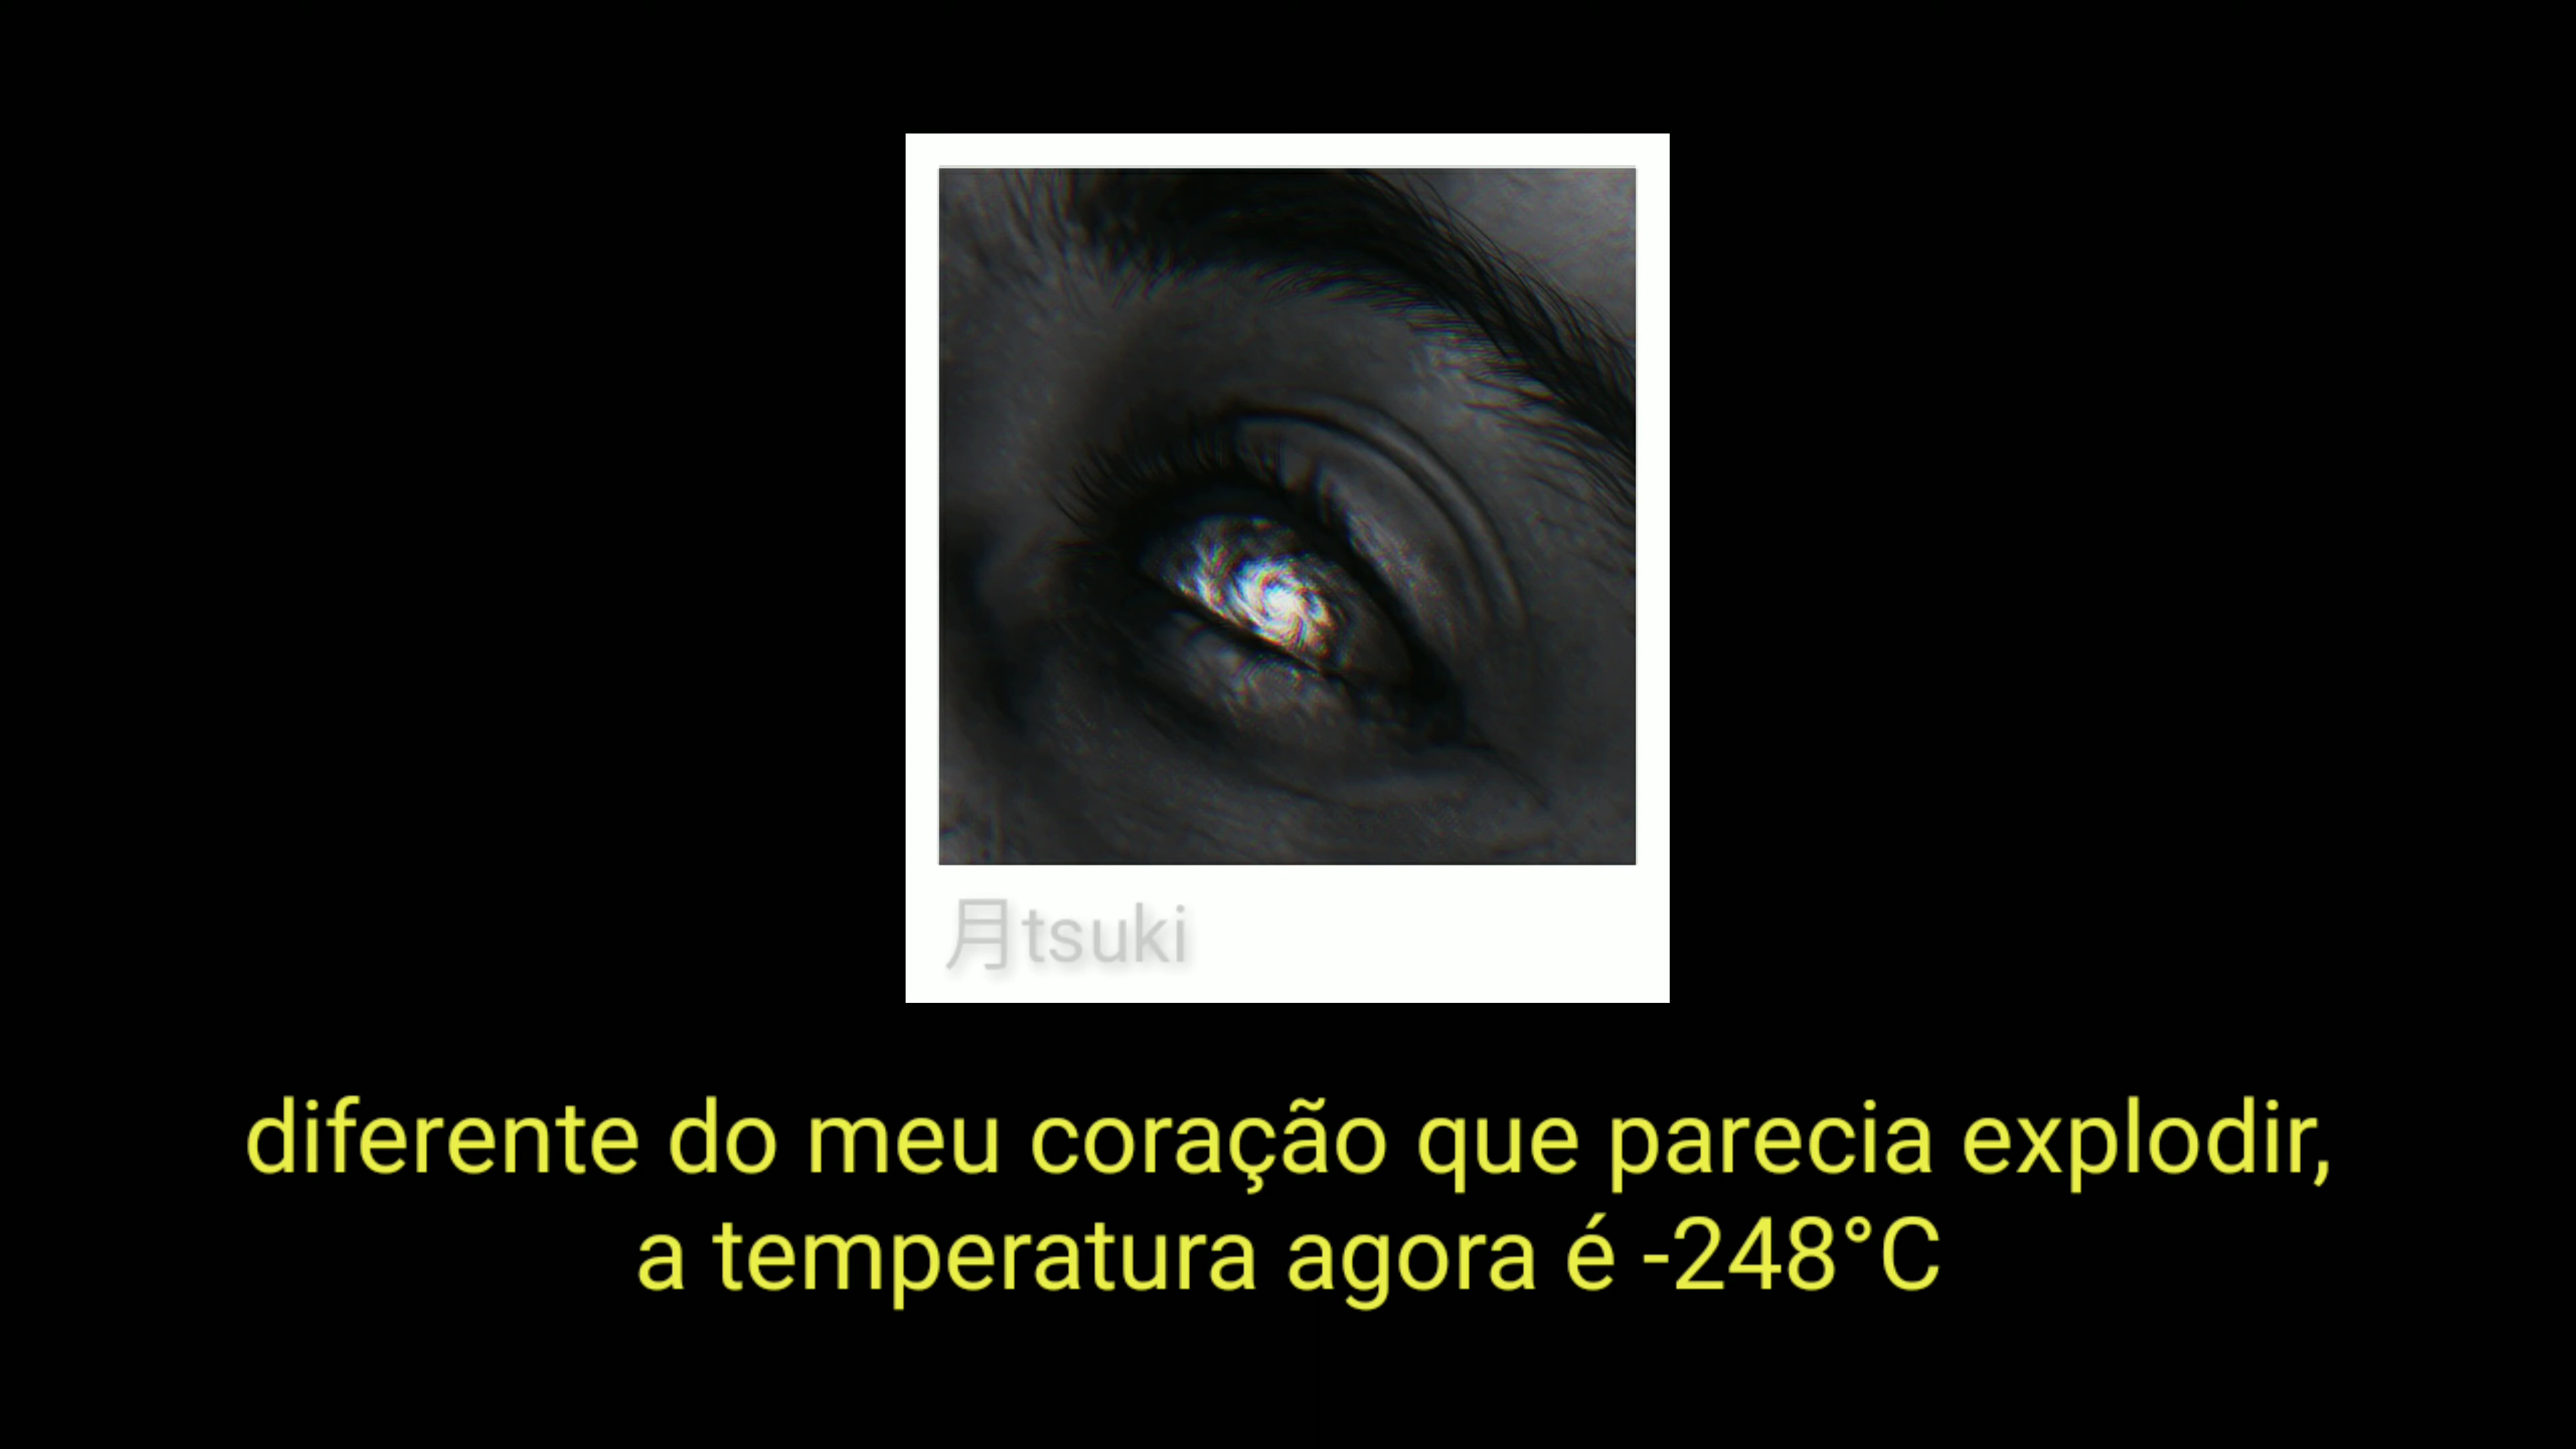 月tsuki
diferente do meu coração que parecia explodir,
a temperatura agora é -248°C